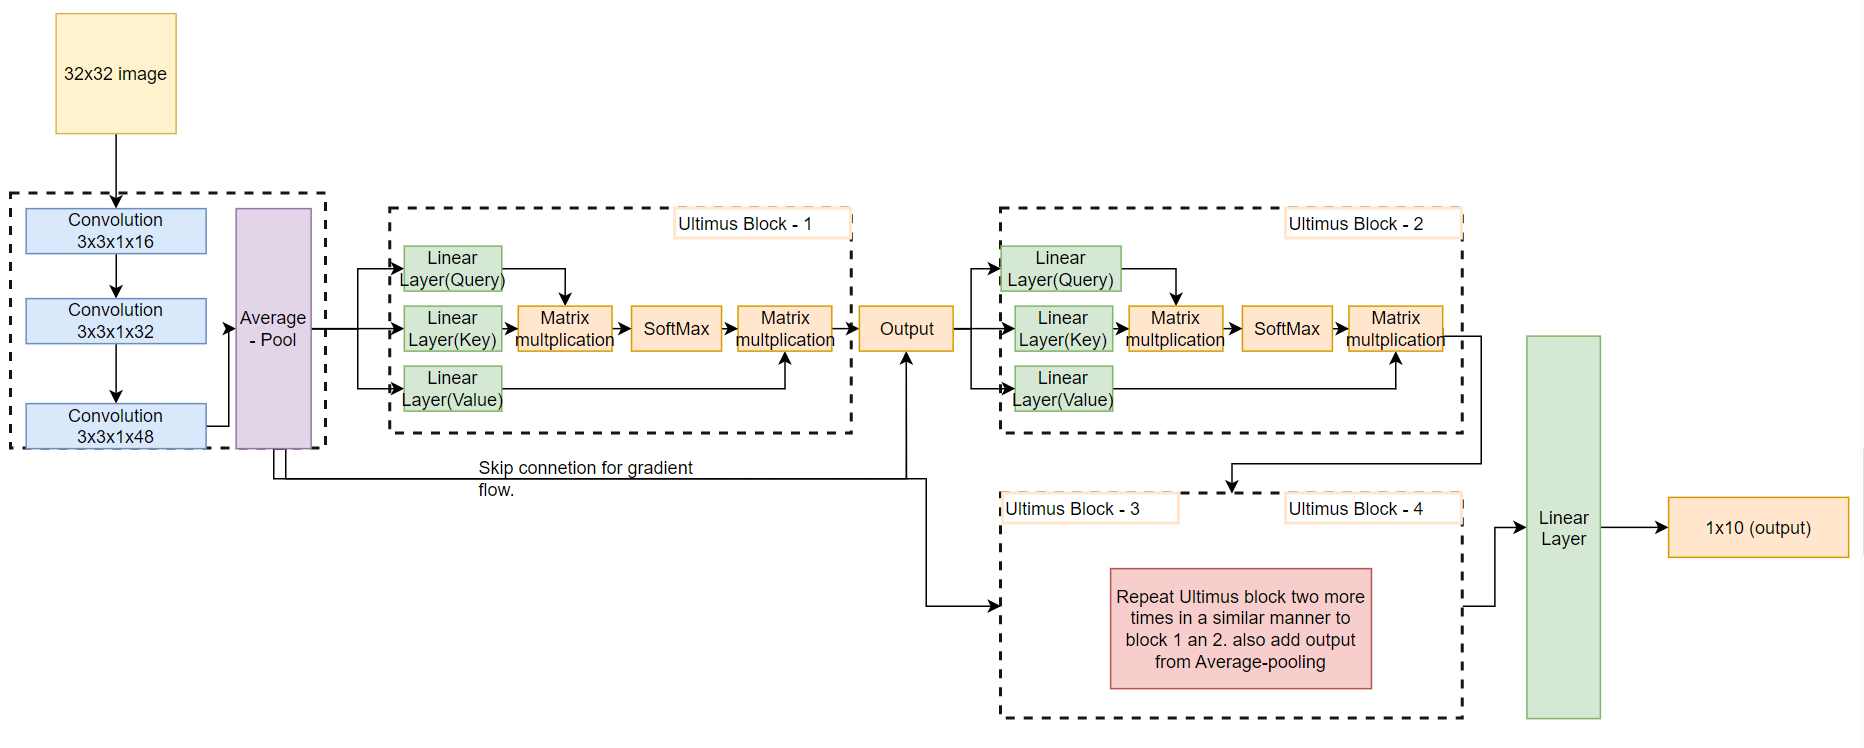 32x32 image
Convolution
3x3x1x16
Convolution
3x3x1x32
Convolution
3x3x1x48
Average
- Pool
Ultimus Block - 1
Linear
Layer(Query)
Linear
Layer(Key)
Linear
Layer(Value)
Matrix
multplication
SoftMax
Matrix
multplication
Output
Skip connetion for gradient
flow.
Ultimus Block - 2
Linear
Layer(Query)
Linear
Layer(Key)
Linear
Layer(Value)
Matrix
multplication
SoftMax
Matrix
multplication
Ultimus Block - 3
Ultimus Block - 4
Repeat Ultimus block two more
times in a similar manner to
block 1 an 2. also add output
from Average-pooling
Linear
Layer
1x10 (output)